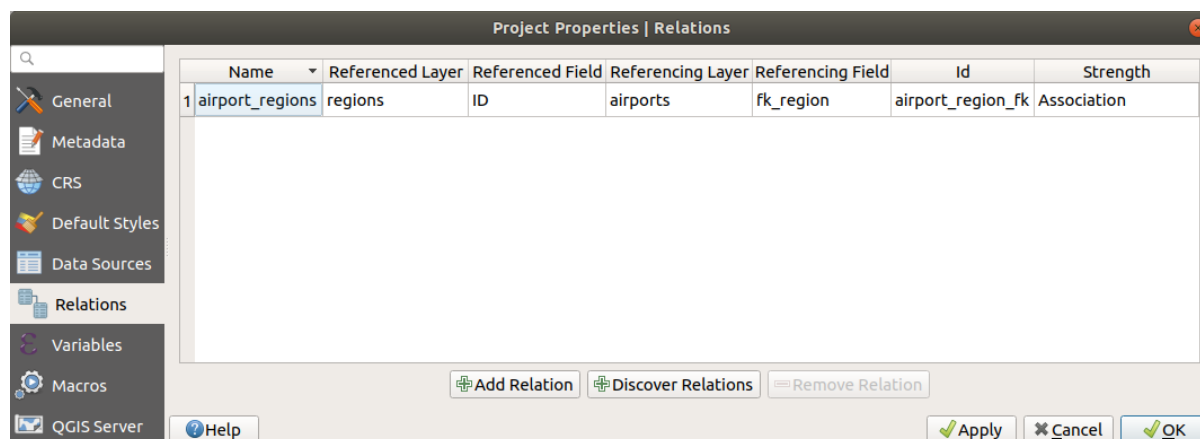 Project Properties | Relations
General
Metadata
CRS
Default Styles
Data Sources
Relations
Variables
Macros
QGIS Server
Name Referenced Layer Referenced Field Referencing Layer Referencing Field Id Strength
1 airport_regions regions ID airports fk_region airport_region_fk Association
Add Relation Discover Relations Remove Relation
Help Apply Cancel OK